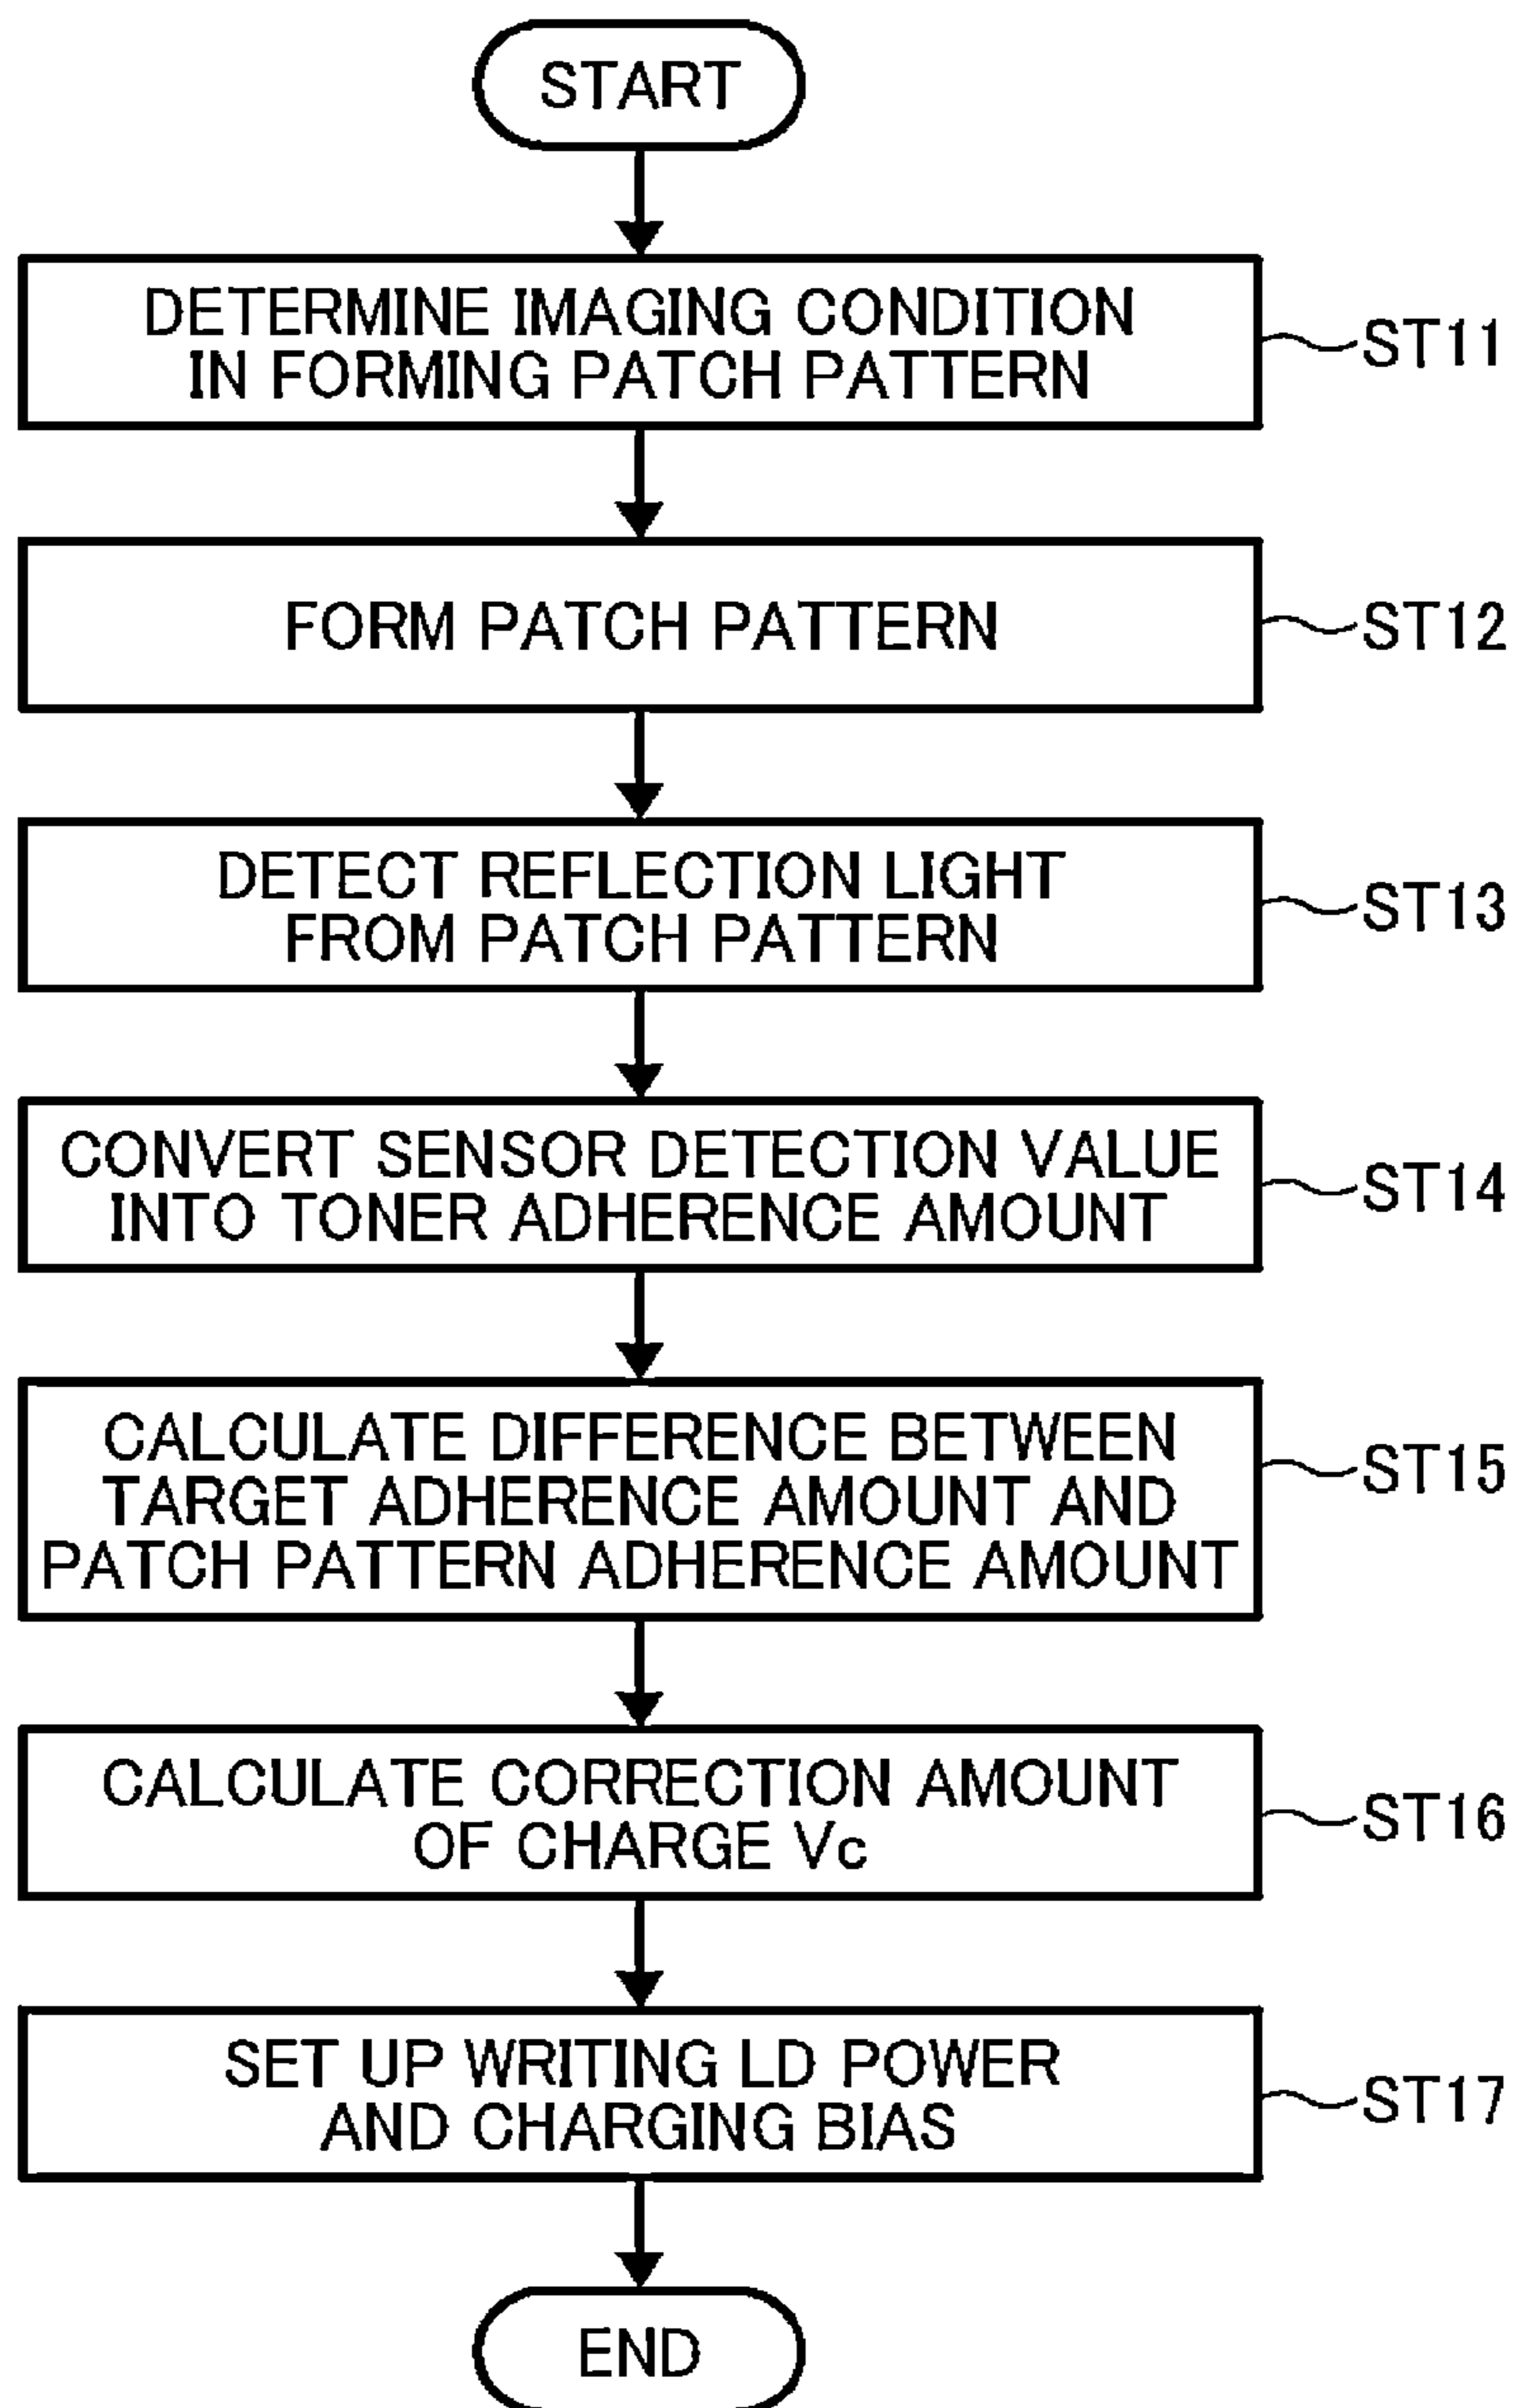 START
DETERMINE IMAGING CONDITION
IN FORMING PATCH PATTERN
ST11
FORM PATCH PATTERN
ST12
DETECT REFLECTION LIGHT
FROM PATCH PATTERN
ST13
CONVERT SENSOR DETECTION VALUE
INTO TONER ADHERENCE AMOUNT
ST14
CALCULATE DIFFERENCE BETWEEN
TARGET ADHERENCE AMOUNT AND
PATCH PATTERN ADHERENCE AMOUNT
ST15
CALCULATE CORRECTION AMOUNT
OF CHARGE Vc
ST16
SET UP WRITING LD POWER
AND CHARGING BIAS
ST17
END